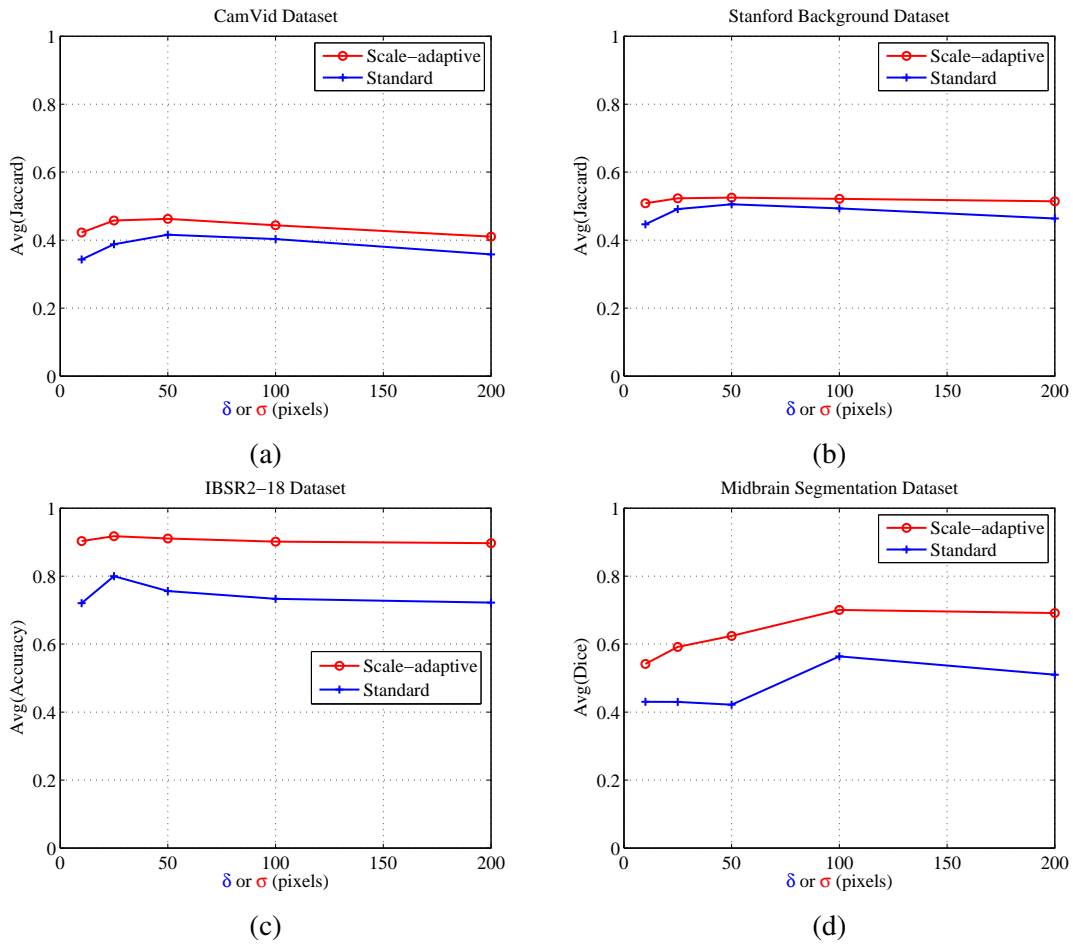 CamVid Dataset
1
0.8
0.6
0.4
0.2
0
Avg(Jaccard)
Scale−adaptive
Standard
0 50 100 150 200
δ or σ (pixels)
(a)
Stanford Background Dataset
1
0.8
0.6
0.4
0.2
0
Avg(Jaccard)
Scale−adaptive
Standard
0 50 100 150 200
δ or σ (pixels)
(b)
IBSR2−18 Dataset
1
0.8
0.6
0.4
0.2
0
Avg(Accuracy)
Scale−adaptive
Standard
0 50 100 150 200
δ or σ (pixels)
(c)
Midbrain Segmentation Dataset
1
0.8
0.6
0.4
0.2
0
Avg(Dice)
Scale−adaptive
Standard
0 50 100 150 200
δ or σ (pixels)
(d)